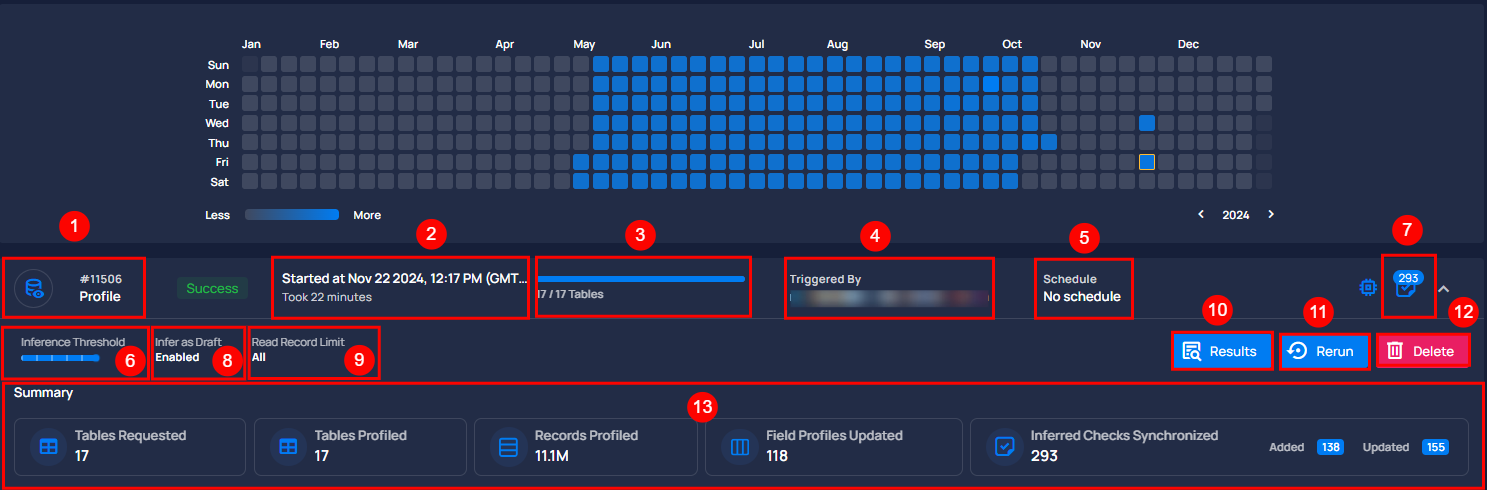 Jan Feb Mar Apr May Jun Jul Aug Sep Oct Nov Dec
Sun
Mon
Tue
Wed
Thu
Fri
Sat
Less More 2024
1 2 3 4 5 7
#11506
Profile
Success
Started at Nov 22 2024, 12:17 PM (GMT...
Took 22 minutes
17 / 17 Tables
Triggered By
Schedule
No schedule
293
10 11 12
Inference Threshold
6
Infer as Draft
Enabled
8
Read Record Limit
All
9
Results Rerun Delete
Summary
13
Tables Requested
17
Tables Profiled
17
Records Profiled
11.1M
Field Profiles Updated
118
Inferred Checks Synchronized
293
Added 138 Updated 155